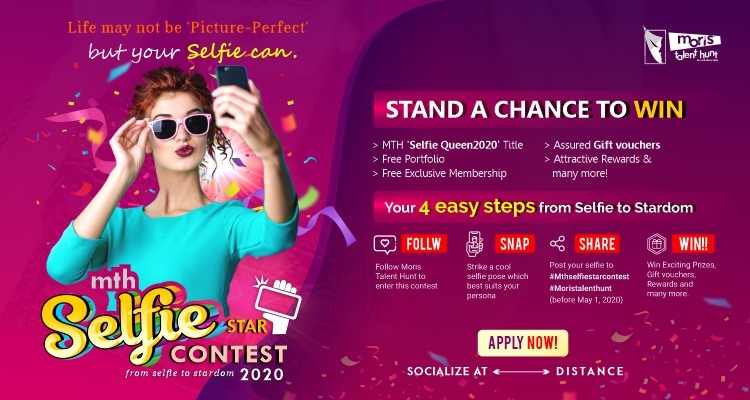 Life may not be 'Picture-Perfect'
but your Selfie can.
moris
talent hunt
STAND A CHANCE TO WIN
> MTH 'Selfie Queen2020' Title
> Free Portfolio
> Free Exclusive Membership
> Assured Gift vouchers
> Attractive Rewards &
many more!
Your 4 easy steps from Selfie to Stardom
FOLLW
Follow Moris
Talent Hunt to
enter this contest
SNAP
Strike a cool
selfie pose which
best suits your
persona
SHARE
Post your selfie to
#Mthselfiestarcontest
#Moristalenthunt
(before May 1, 2020)
WIN!!
Win Exciting Prizes,
Gift vouchers,
Rewards and
many more.
mth
Selfie
STAR
CONTEST
from selfie to stardom 2020
APPLY NOW!
SOCIALIZE AT DISTANCE